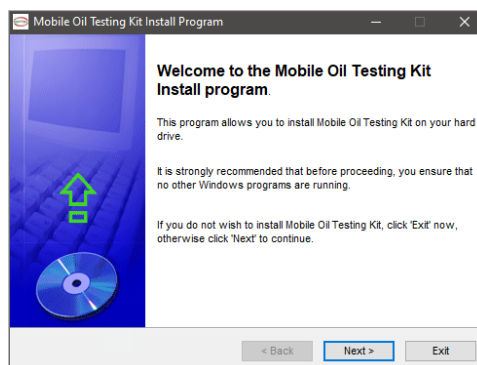 Mobile Oil Testing Kit Install Program
Welcome to the Mobile Oil Testing Kit
Install program.
This program allows you to install Mobile Oil Testing Kit on your hard
drive.
It is strongly recommended that before proceeding, you ensure that
no other Windows programs are running.
If you do not wish to install Mobile Oil Testing Kit, click 'Exit' now,
otherwise click 'Next' to continue.
< Back Next > Exit